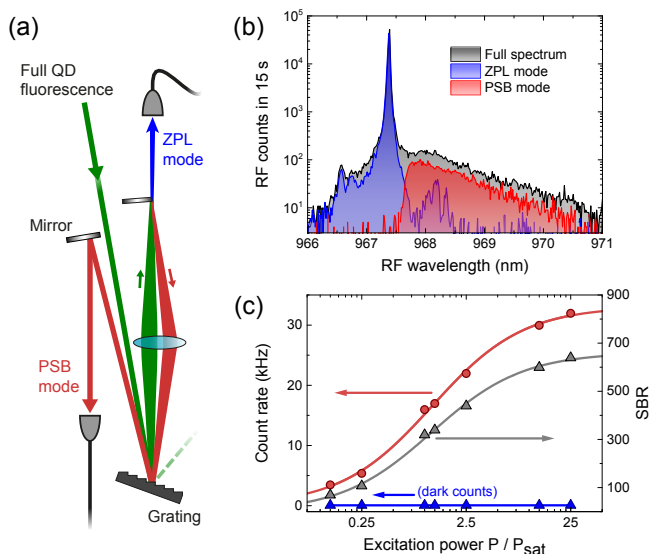 (a)
Full QD
fluorescence
ZPL
mode
Mirror
PSB
mode
Grating
(b)
RF counts in 15 s
10^5
10^4
10^3
10^2
10^1
Full spectrum
ZPL mode
PSB mode
966 967 968 969 970 971
RF wavelength (nm)
(c)
Count rate (kHz)
30
20
10
0
900
700
500
300
100
SBR
(dark counts)
0.25 2.5 25
Excitation power P / P_sat